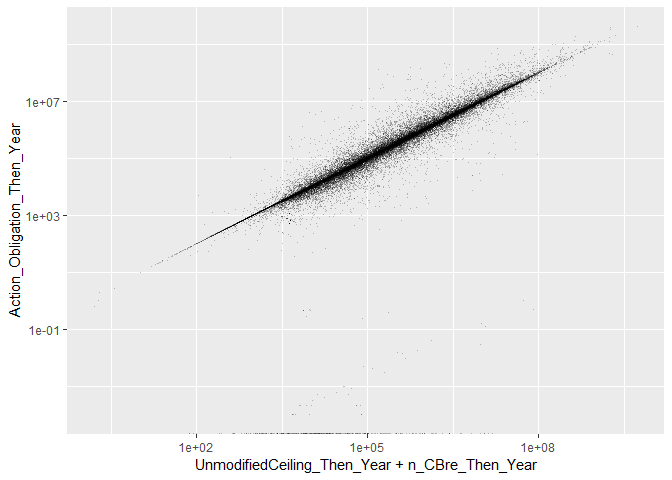 Action_Obligation_Then_Year
1e+07
1e+03
1e-01
1e+02
1e+05
1e+08
UnmodifiedCeiling_Then_Year + n_CBre_Then_Year